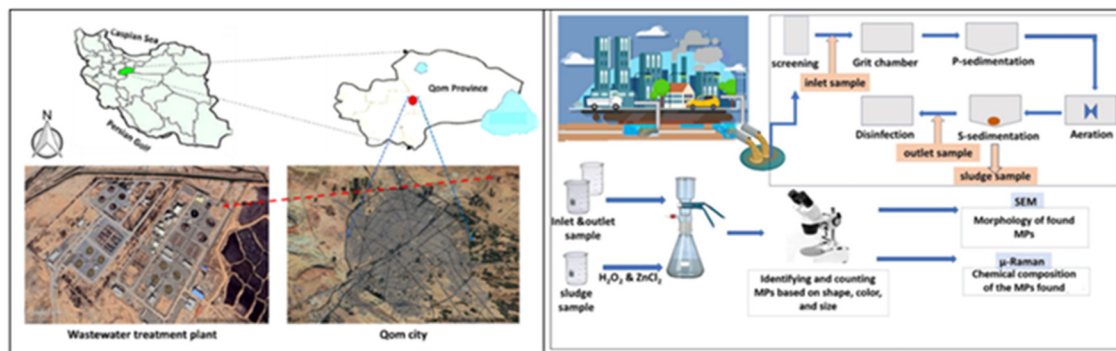 Caspian Sea
Persian Gulf
N
Qom Province
Wastewater treatment plant
Qom city
screening
Grit chamber
P-sedimentation
inlet sample
Disinfection
S-sedimentation
Aeration
outlet sample
sludge sample
Inlet &outlet
sample
sludge
sample
H₂O₂ & ZnCl₂
Identifying and counting
MPs based on shape, color,
and size
SEM
Morphology of found
MPs
μ-Raman
Chemical composition
of the MPs found